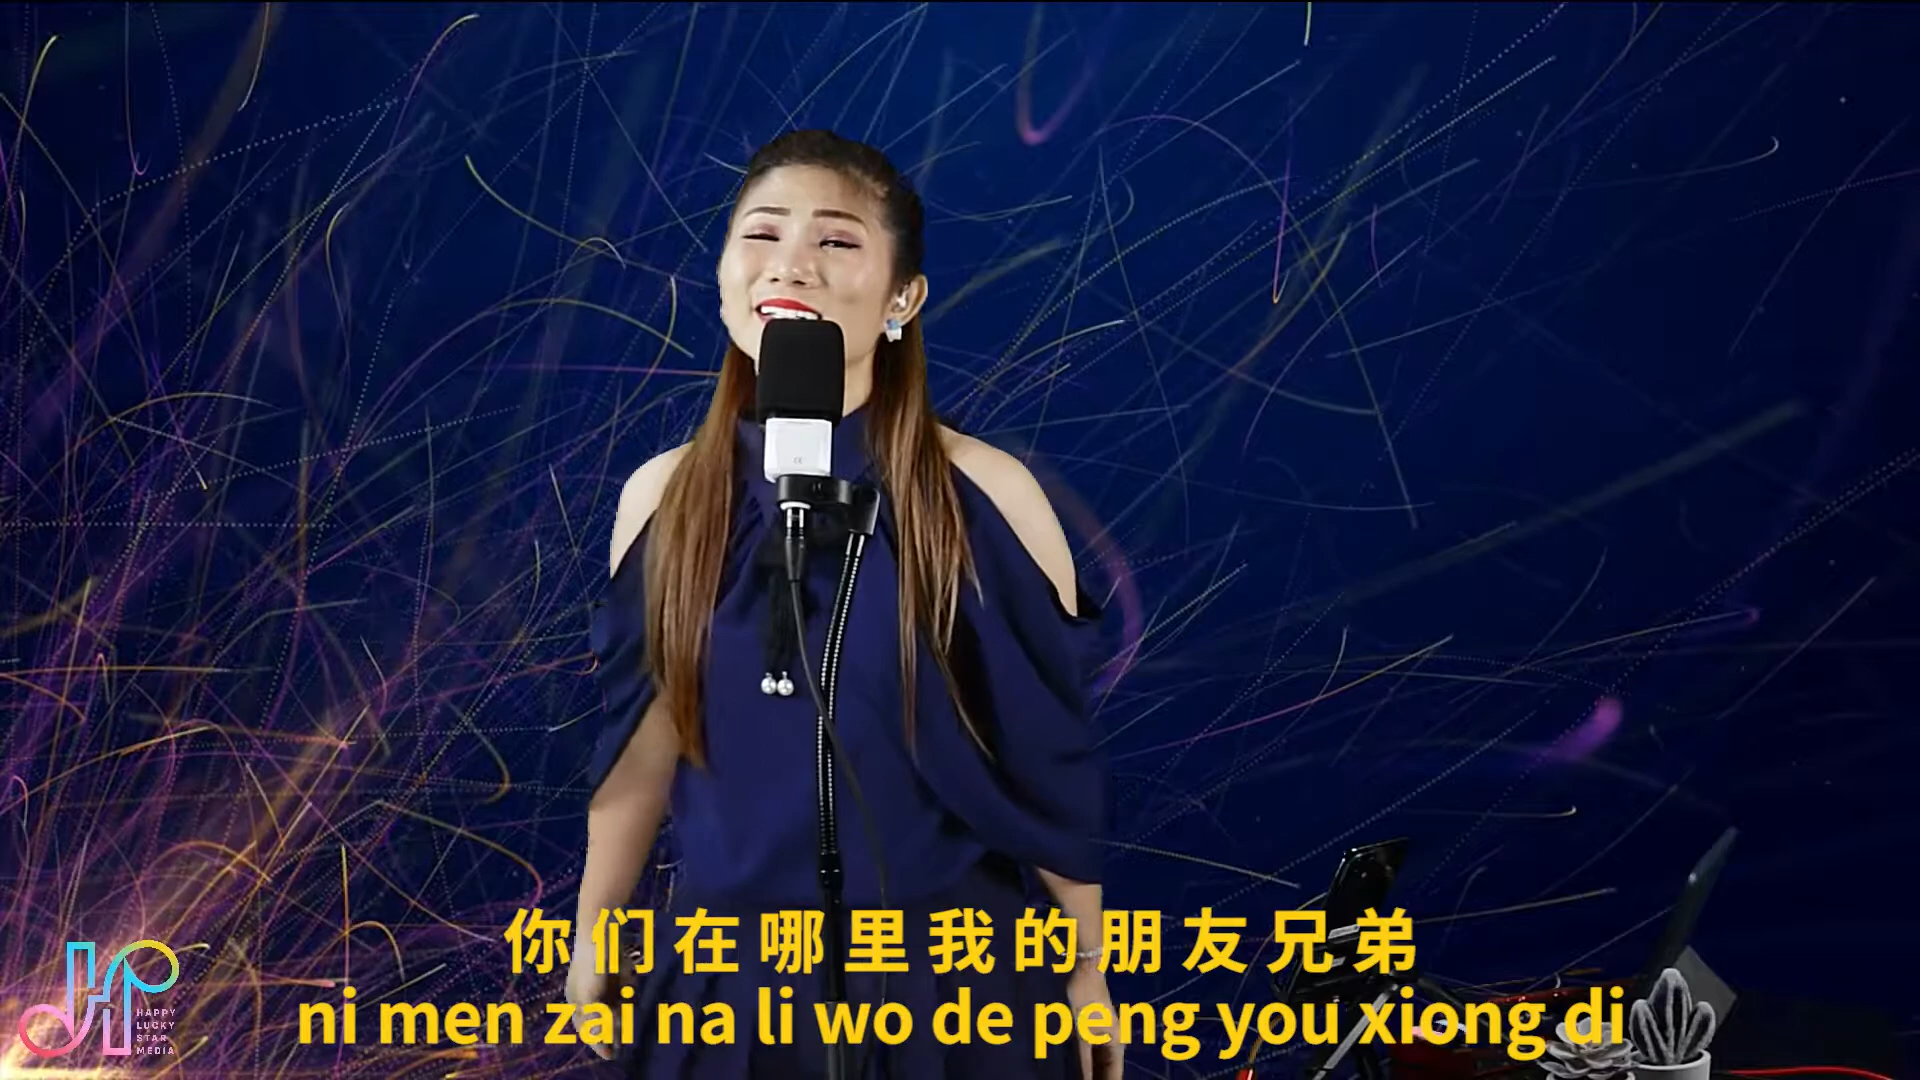 你们在哪里我的朋友兄弟
ni men zai na li wo de peng you xiong di
HAPPY
LUCKY
STAR
MEDIA